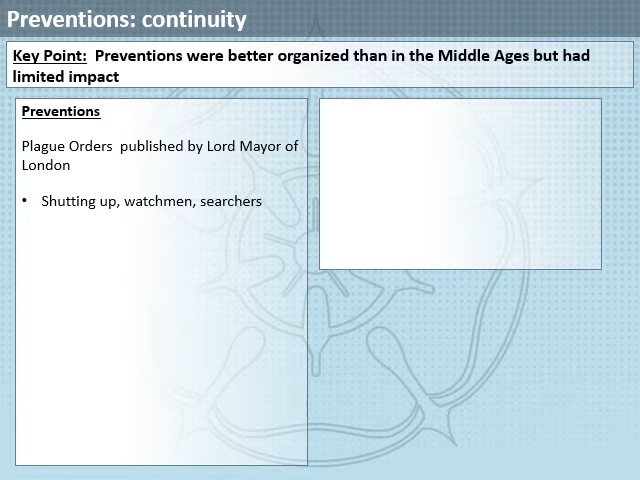 Preventions: continuity
Key Point:  Preventions were better organized than in the Middle Ages but had
limited impact
Preventions
Plague Orders  published by Lord Mayor of
London
• Shutting up, watchmen, searchers